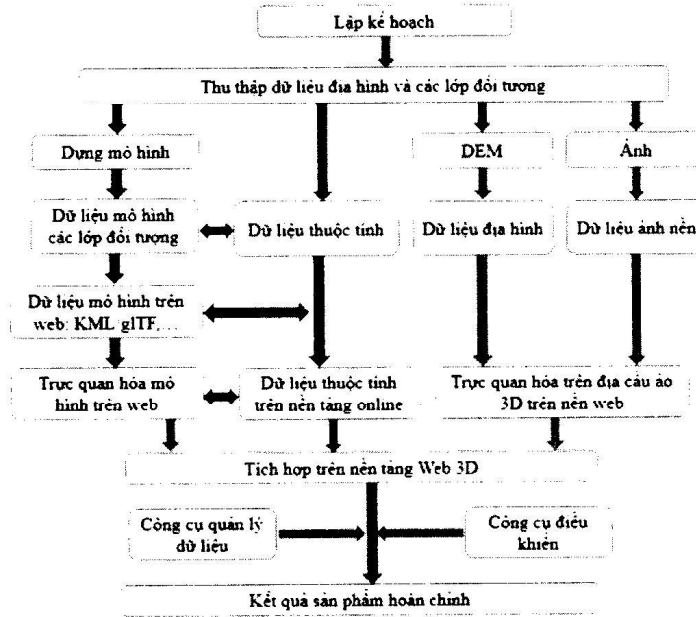 Lập kế hoạch
Thu thập dữ liệu địa hình và các lớp đối tượng
Dựng mô hình
DEM
Ảnh
Dữ liệu mô hình
các lớp đối tượng
Dữ liệu thuộc tính
Dữ liệu địa hình
Dữ liệu ảnh nền
Dữ liệu mô hình trên
web: KML glTF,...
Trực quan hóa mô
hình trên web
Dữ liệu thuộc tính
trên nền tảng online
Trực quan hóa trên địa cầu ảo
3D trên nền web
Tích hợp trên nền tảng Web 3D
Công cụ quản lý
dữ liệu
Công cụ điều
khiển
Kết quả sản phẩm hoàn chỉnh